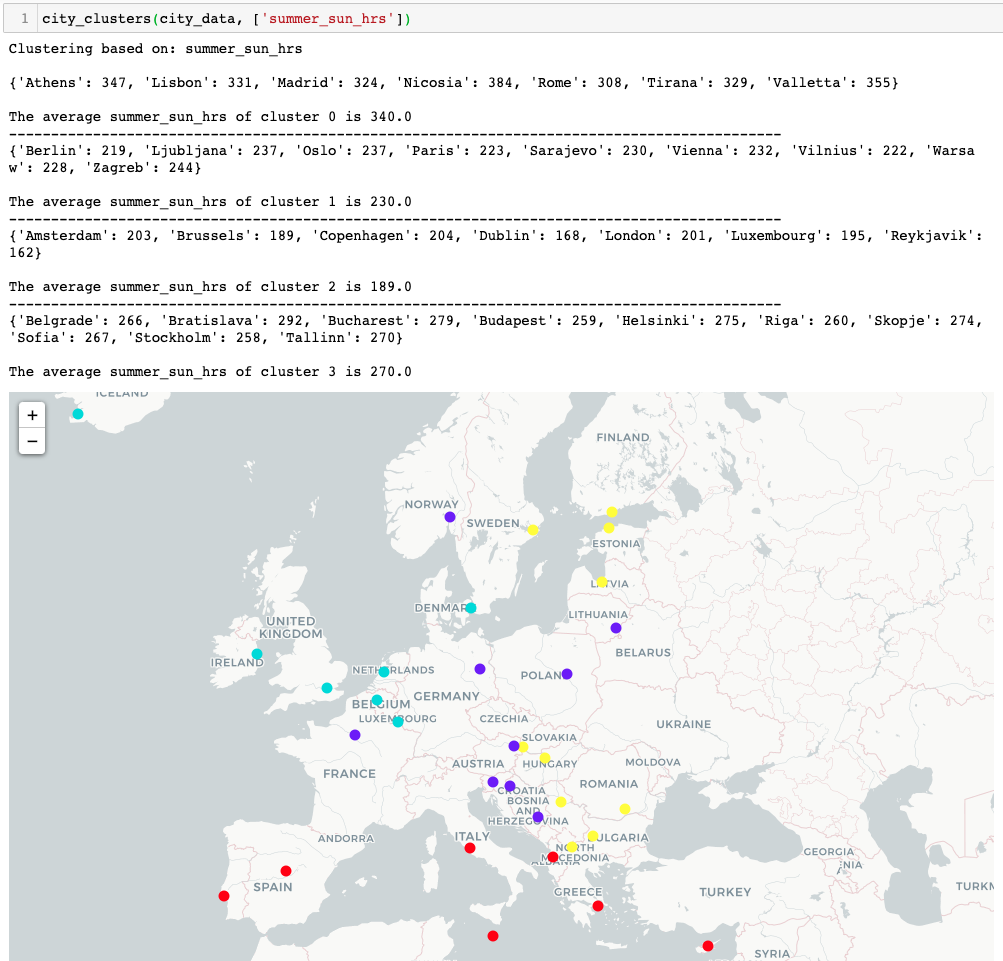 1 city_clusters(city_data, ['summer_sun_hrs'])
Clustering based on: summer_sun_hrs
{'Athens': 347, 'Lisbon': 331, 'Madrid': 324, 'Nicosia': 384, 'Rome': 308, 'Tirana': 329, 'Valletta': 355}
The average summer_sun_hrs of cluster 0 is 340.0
--------------------------------------------------------------------------------------------
{'Berlin': 219, 'Ljubljana': 237, 'Oslo': 237, 'Paris': 223, 'Sarajevo': 230, 'Vienna': 232, 'Vilnius': 222, 'Warsa
w': 228, 'Zagreb': 244}
The average summer_sun_hrs of cluster 1 is 230.0
--------------------------------------------------------------------------------------------
{'Amsterdam': 203, 'Brussels': 189, 'Copenhagen': 204, 'Dublin': 168, 'London': 201, 'Luxembourg': 195, 'Reykjavik':
162}
The average summer_sun_hrs of cluster 2 is 189.0
--------------------------------------------------------------------------------------------
{'Belgrade': 266, 'Bratislava': 292, 'Bucharest': 279, 'Budapest': 259, 'Helsinki': 275, 'Riga': 260, 'Skopje': 274,
'Sofia': 267, 'Stockholm': 258, 'Tallinn': 270}
The average summer_sun_hrs of cluster 3 is 270.0
ICELAND
+
−
FINLAND
NORWAY
SWEDEN
ESTONIA
LATVIA
DENMARK
LITHUANIA
UNITED
KINGDOM
BELARUS
IRELAND
NETHERLANDS
POLAND
GERMANY
BELGIUM
LUXEMBOURG
CZECHIA
UKRAINE
SLOVAKIA
AUSTRIA
HUNGARY
MOLDOVA
FRANCE
ROMANIA
CROATIA
BOSNIA
AND
HERZEGOVINA
ANDORRA
ITALY
BULGARIA
NORTH
MACEDONIA
ALBANIA
GEORGIA
ENIA
SPAIN
GREECE
TURKEY
TURKM
SYRIA